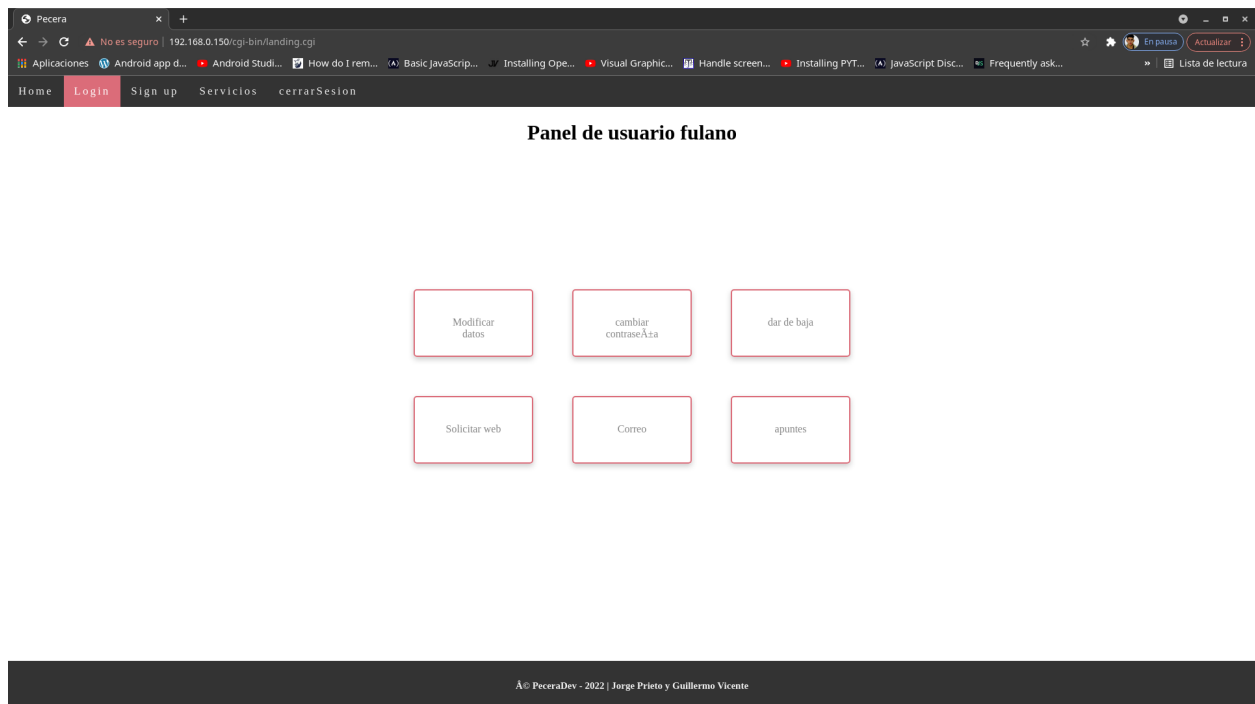 Pecera
No es seguro | 192.168.0.150/cgi-bin/landing.cgi
En pausa
Actualizar
Aplicaciones Android app d... Android Studi... How do I rem... Basic JavaScrip... Installing Ope... Visual Graphic... Handle screen... Installing PYT... JavaScript Disc... Frequently ask... » Lista de lectura
Home Login Sign up Servicios cerrarSesion
Panel de usuario fulano
Modificar
datos
cambiar
contraseÃ±a
dar de baja
Solicitar web
Correo
apuntes
Â© PeceraDev - 2022 | Jorge Prieto y Guillermo Vicente